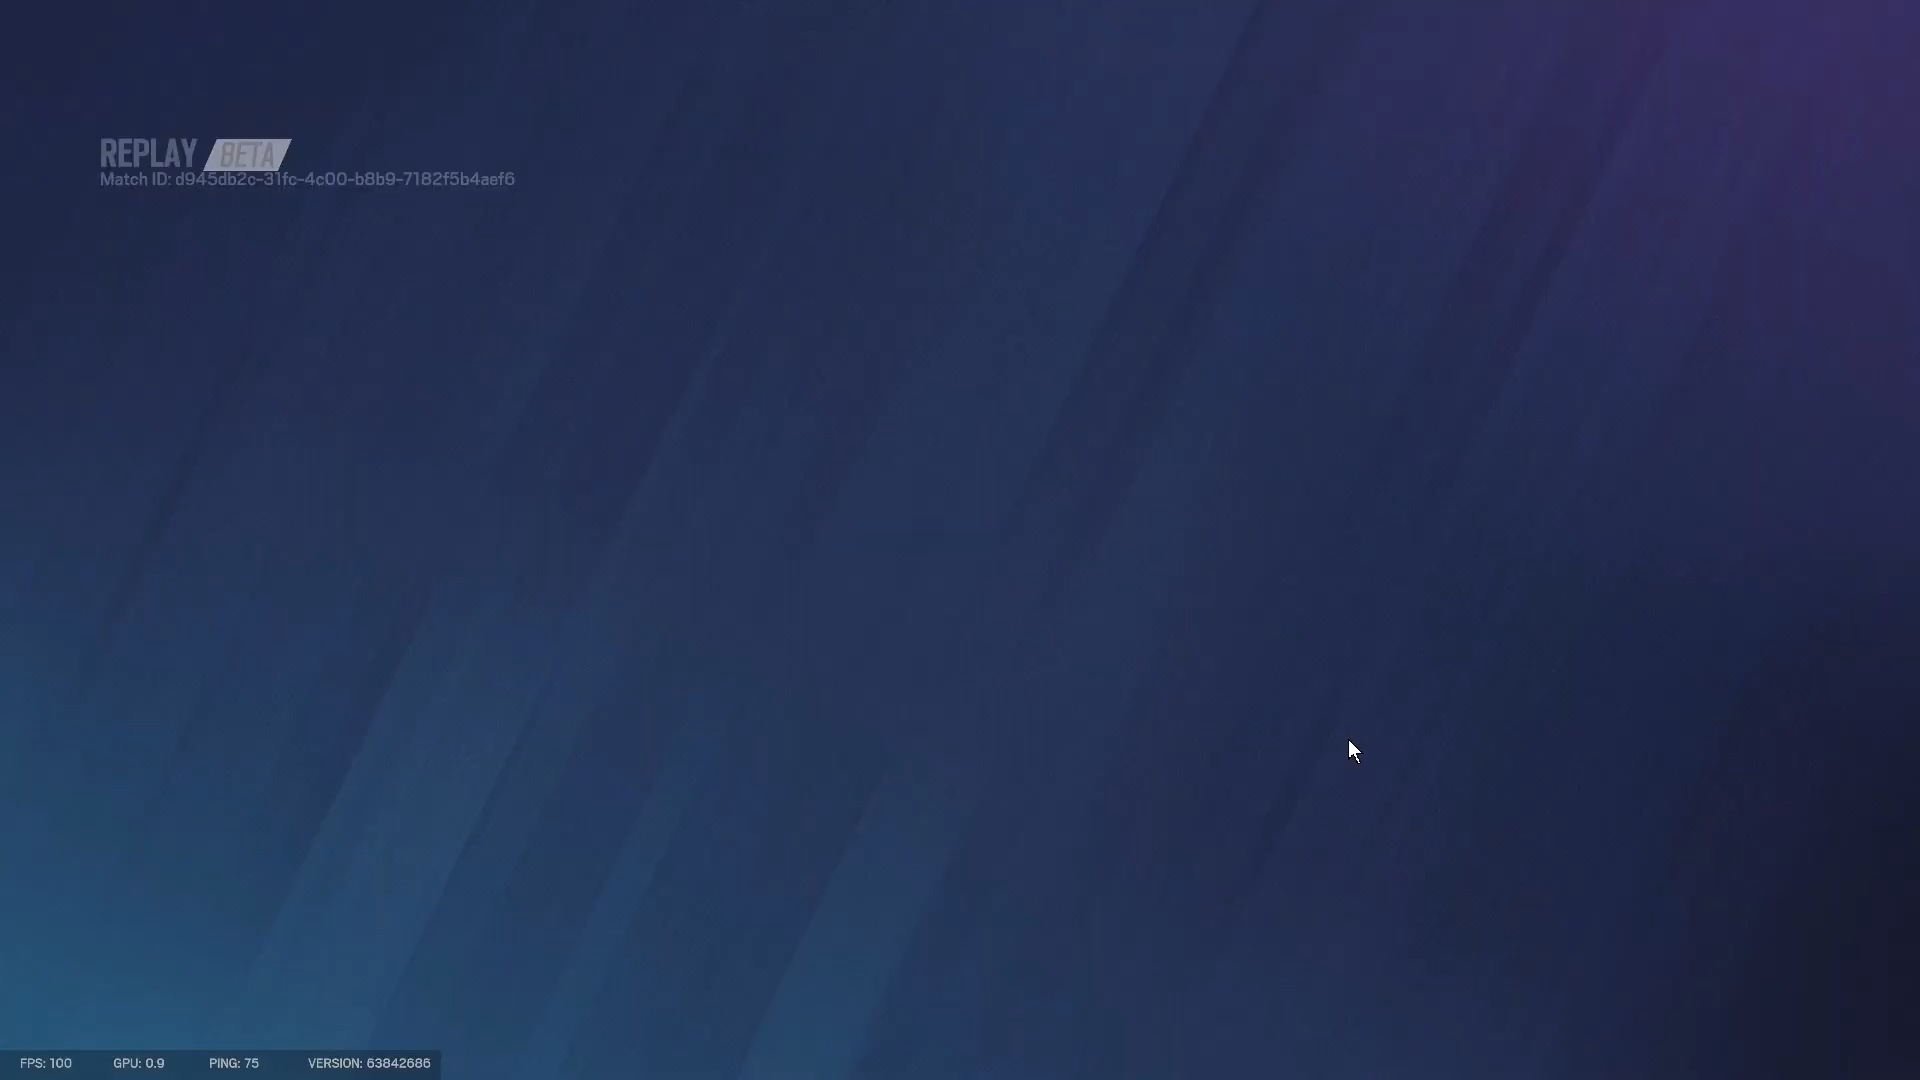 REPLAY BETA
Match ID: d945db2c-31fc-4c00-b8b9-7182f5b4aef6
FPS: 100 GPU: 0.9 PING: 75 VERSION: 63842686